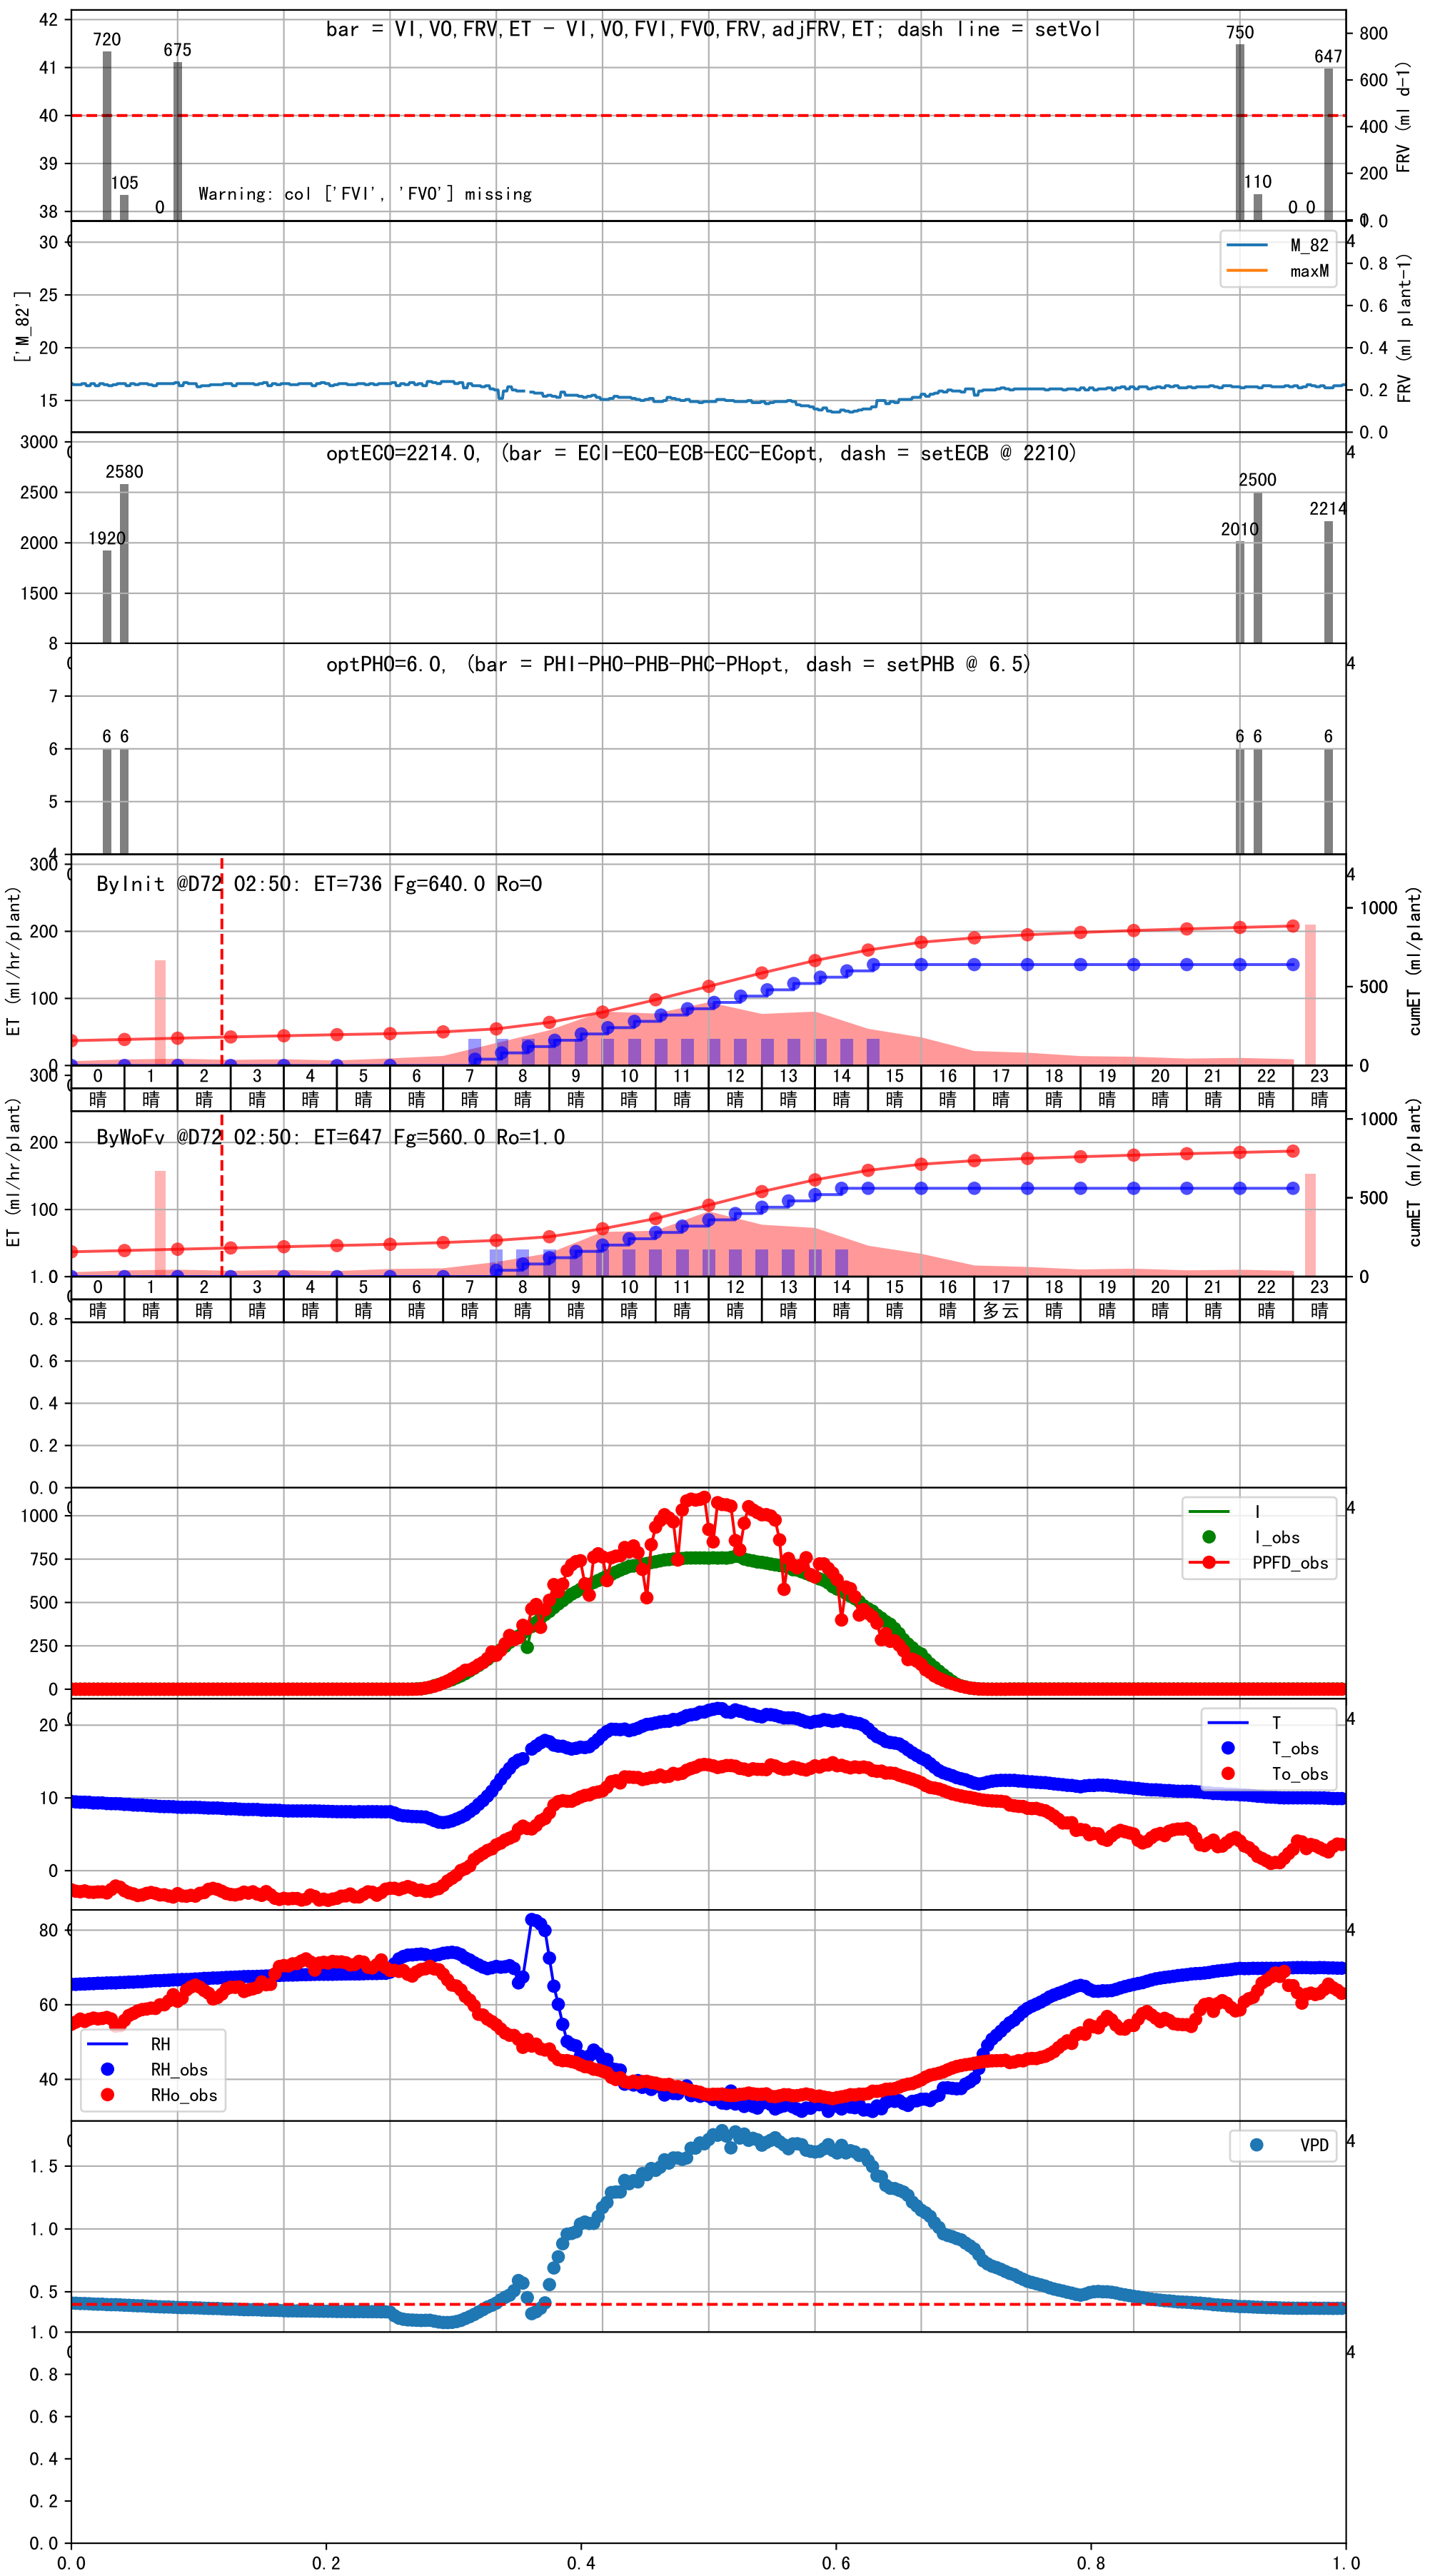 bar = VI,VO,FRV,ET - VI,VO,FVI,FVO,FRV,adjFRV,ET; dash line = setVol
42
41
40
39
38
720
105
0
675
Warning: col ['FVI', 'FVO'] missing
750
110
0
0
647
800
600
400
200
FRV (ml d-1)
30
25
20
15
['M_82']
M_82
maxM
0.8
0.6
0.4
0.2
0.0
FRV (ml plant-1)
optECO=2214.0, (bar = ECI-ECO-ECB-ECC-ECopt, dash = setECB @ 2210)
3000
2500
2000
1500
1920
2580
2010
2500
2214
optPHO=6.0, (bar = PHI-PHO-PHB-PHC-PHopt, dash = setPHB @ 6.5)
8
7
6
5
4
6 6
6 6
6
ByInit @D72 02:50: ET=736 Fg=640.0 Ro=0
300
200
100
0
ET (ml/hr/plant)
1000
500
0
cumET (ml/plant)
0 1 2 3 4 5 6 7 8 9 10 11 12 13 14 15 16 17 18 19 20 21 22 23
晴 晴 晴 晴 晴 晴 晴 晴 晴 晴 晴 晴 晴 晴 晴 晴 晴 晴 晴 晴 晴 晴 晴 晴
ByWoFv @D72 02:50: ET=647 Fg=560.0 Ro=1.0
300
200
100
ET (ml/hr/plant)
1000
500
0
cumET (ml/plant)
0 1 2 3 4 5 6 7 8 9 10 11 12 13 14 15 16 17 18 19 20 21 22 23
晴 晴 晴 晴 晴 晴 晴 晴 晴 晴 晴 晴 晴 晴 晴 晴 晴 多云 晴 晴 晴 晴 晴 晴
1.0
0.8
0.6
0.4
0.2
0.0
1000
750
500
250
0
I
I_obs
PPFD_obs
20
10
0
T
T_obs
To_obs
80
60
40
RH
RH_obs
RHo_obs
1.5
1.0
0.5
VPD
1.0
0.8
0.6
0.4
0.2
0.0
0.0 0.2 0.4 0.6 0.8 1.0